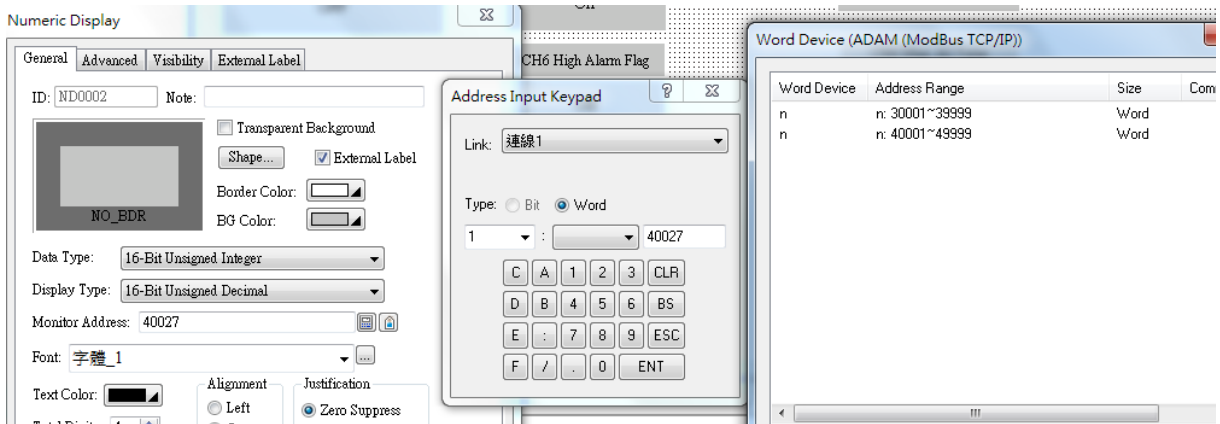 Numeric Display
General Advanced Visibility External Label
ID: ND0002 Note:
Transparent Background
Shape... External Label
Border Color:
NO_BDR
BG Color:
Data Type: 16-Bit Unsigned Integer
Display Type: 16-Bit Unsigned Decimal
Monitor Address: 40027
Font: 字體_1 ...
Text Color:
Alignment
Left
Justification
Zero Suppress
CH6 High Alarm Flag
Address Input Keypad
Link: 連線1
Type: Bit Word
1 : 40027
C A 1 2 3 CLR
D B 4 5 6 BS
E : 7 8 9 ESC
F / . 0 ENT
Word Device (ADAM (ModBus TCP/IP))
Word Device Address Range Size
n n: 30001~39999 Word
n n: 40001~49999 Word